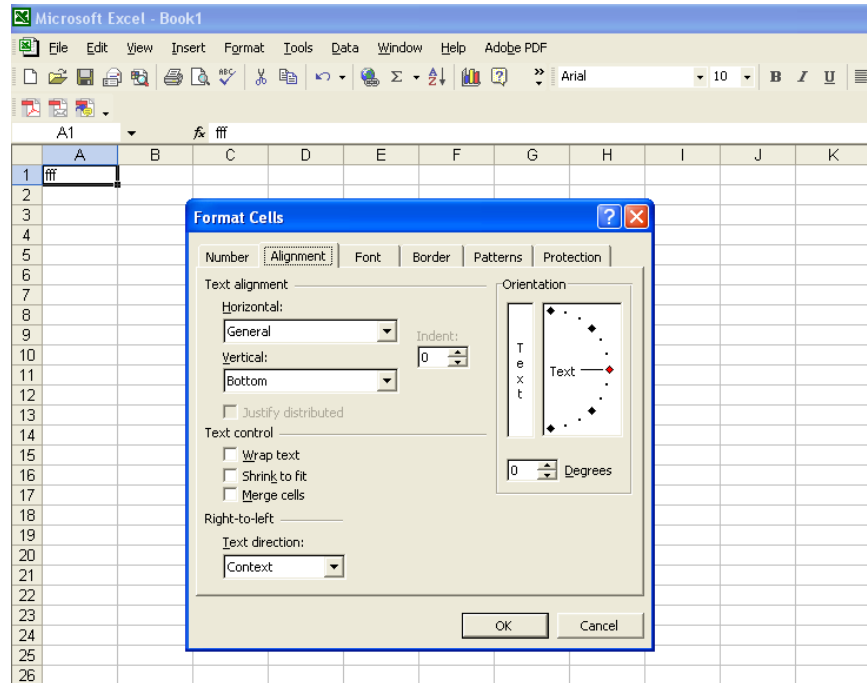 Microsoft Excel - Book1
File Edit View Insert Format Tools Data Window Help Adobe PDF
ABC Σ A Z ? » Arial 10 B I U
A1 fx fff
A B C D E F G H I J K
1 fff
2
3
4
5
6
7
8
9
10
11
12
13
14
15
16
17
18
19
20
21
22
23
24
25
26
Format Cells ?
Number Alignment Font Border Patterns Protection
Text alignment
Horizontal:
General
Indent:
0
Vertical:
Bottom
Justify distributed
Text control
Wrap text
Shrink to fit
Merge cells
Right-to-left
Text direction:
Context
Orientation
Text
Text
0 Degrees
OK Cancel